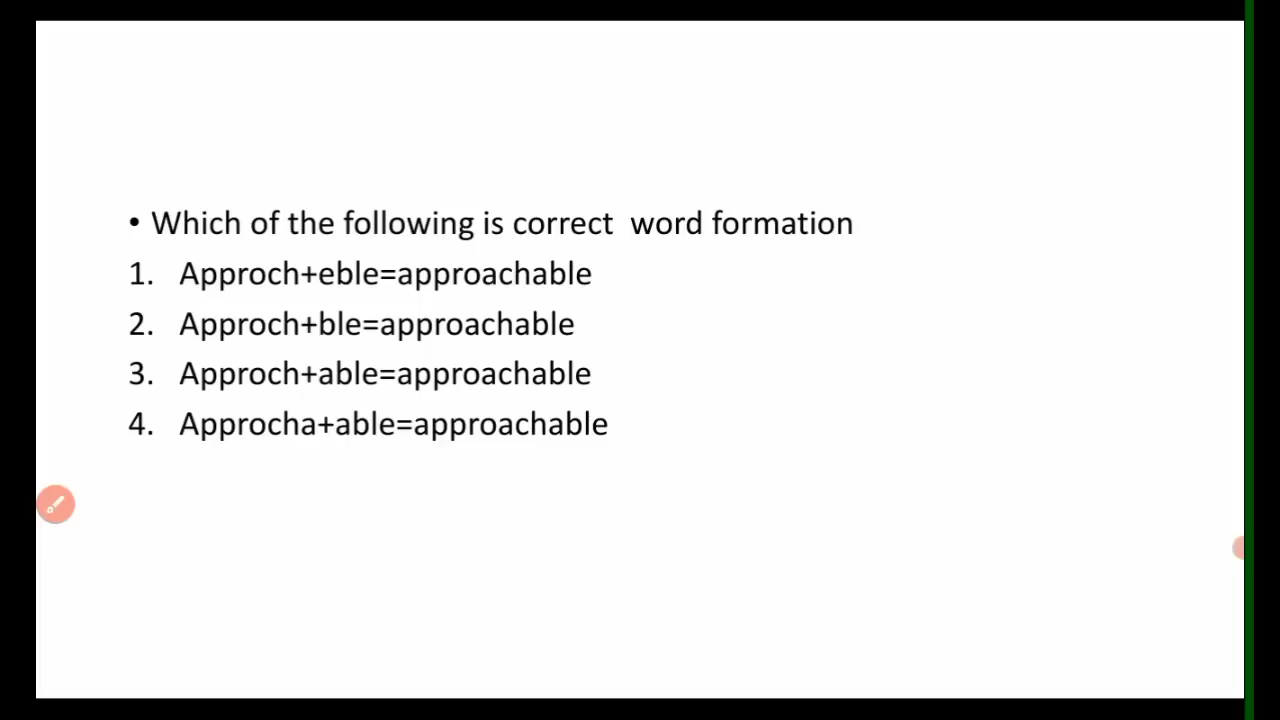 • Which of the following is correct  word formation
1. Approch+eble=approachable
2. Approch+ble=approachable
3. Approch+able=approachable
4. Approcha+able=approachable